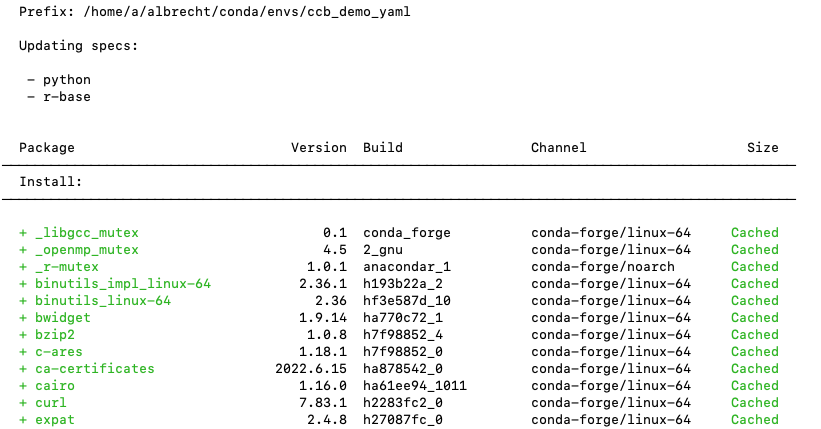 Prefix: /home/a/albrecht/conda/envs/ccb_demo_yaml
Updating specs:
- python
- r-base
Package Version Build Channel Size
Install:
+ _libgcc_mutex 0.1 conda_forge conda-forge/linux-64 Cached
+ _openmp_mutex 4.5 2_gnu conda-forge/linux-64 Cached
+ _r-mutex 1.0.1 anacondar_1 conda-forge/noarch Cached
+ binutils_impl_linux-64 2.36.1 h193b22a_2 conda-forge/linux-64 Cached
+ binutils_linux-64 2.36 hf3e587d_10 conda-forge/linux-64 Cached
+ bwidget 1.9.14 ha770c72_1 conda-forge/linux-64 Cached
+ bzip2 1.0.8 h7f98852_4 conda-forge/linux-64 Cached
+ c-ares 1.18.1 h7f98852_0 conda-forge/linux-64 Cached
+ ca-certificates 2022.6.15 ha878542_0 conda-forge/linux-64 Cached
+ cairo 1.16.0 ha61ee94_1011 conda-forge/linux-64 Cached
+ curl 7.83.1 h2283fc2_0 conda-forge/linux-64 Cached
+ expat 2.4.8 h27087fc_0 conda-forge/linux-64 Cached